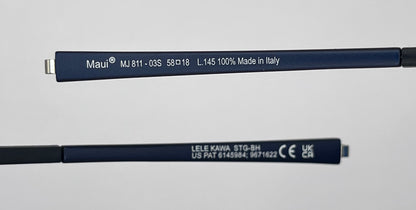 Maui® MJ 811 - 03S 58□18 L.145 100% Made in Italy
LELE KAWA STG-BH
US PAT 6145984; 9671622 CE UK CA